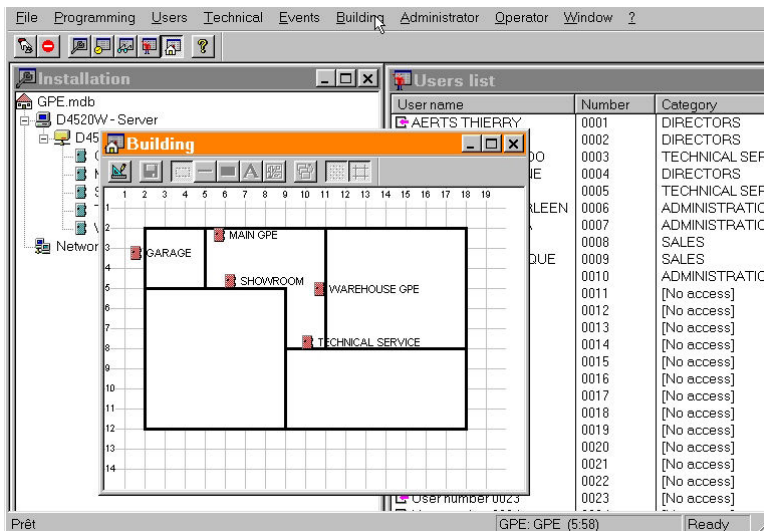 File Programming Users Technical Events Building Administrator Operator Window ?
Installation
GPE.mdb
D4520W - Server
D45
Networ
Building
1 2 3 4 5 6 7 8 9 10 11 12 13 14 15 16 17 18 19
1
2
3
4
5
6
7
8
9
10
11
12
13
14
MAIN GPE
GARAGE
SHOWROOM
WAREHOUSE GPE
TECHNICAL SERVICE
Users list
User name Number Category
AERTS THIERRY 0001 DIRECTORS
0002 DIRECTORS
DO 0003 TECHNICAL SER
NE 0004 DIRECTORS
0005 TECHNICAL SER
RLEEN 0006 ADMINISTRATIO
0007 ADMINISTRATIO
0008 SALES
QUE 0009 SALES
0010 ADMINISTRATIO
0011 [No access]
0012 [No access]
0013 [No access]
0014 [No access]
0015 [No access]
0016 [No access]
0017 [No access]
0018 [No access]
0019 [No access]
0020 [No access]
0021 [No access]
0022 [No access]
User number 0023 0023 [No access]
Prêt
GPE: GPE (5:58)
Ready